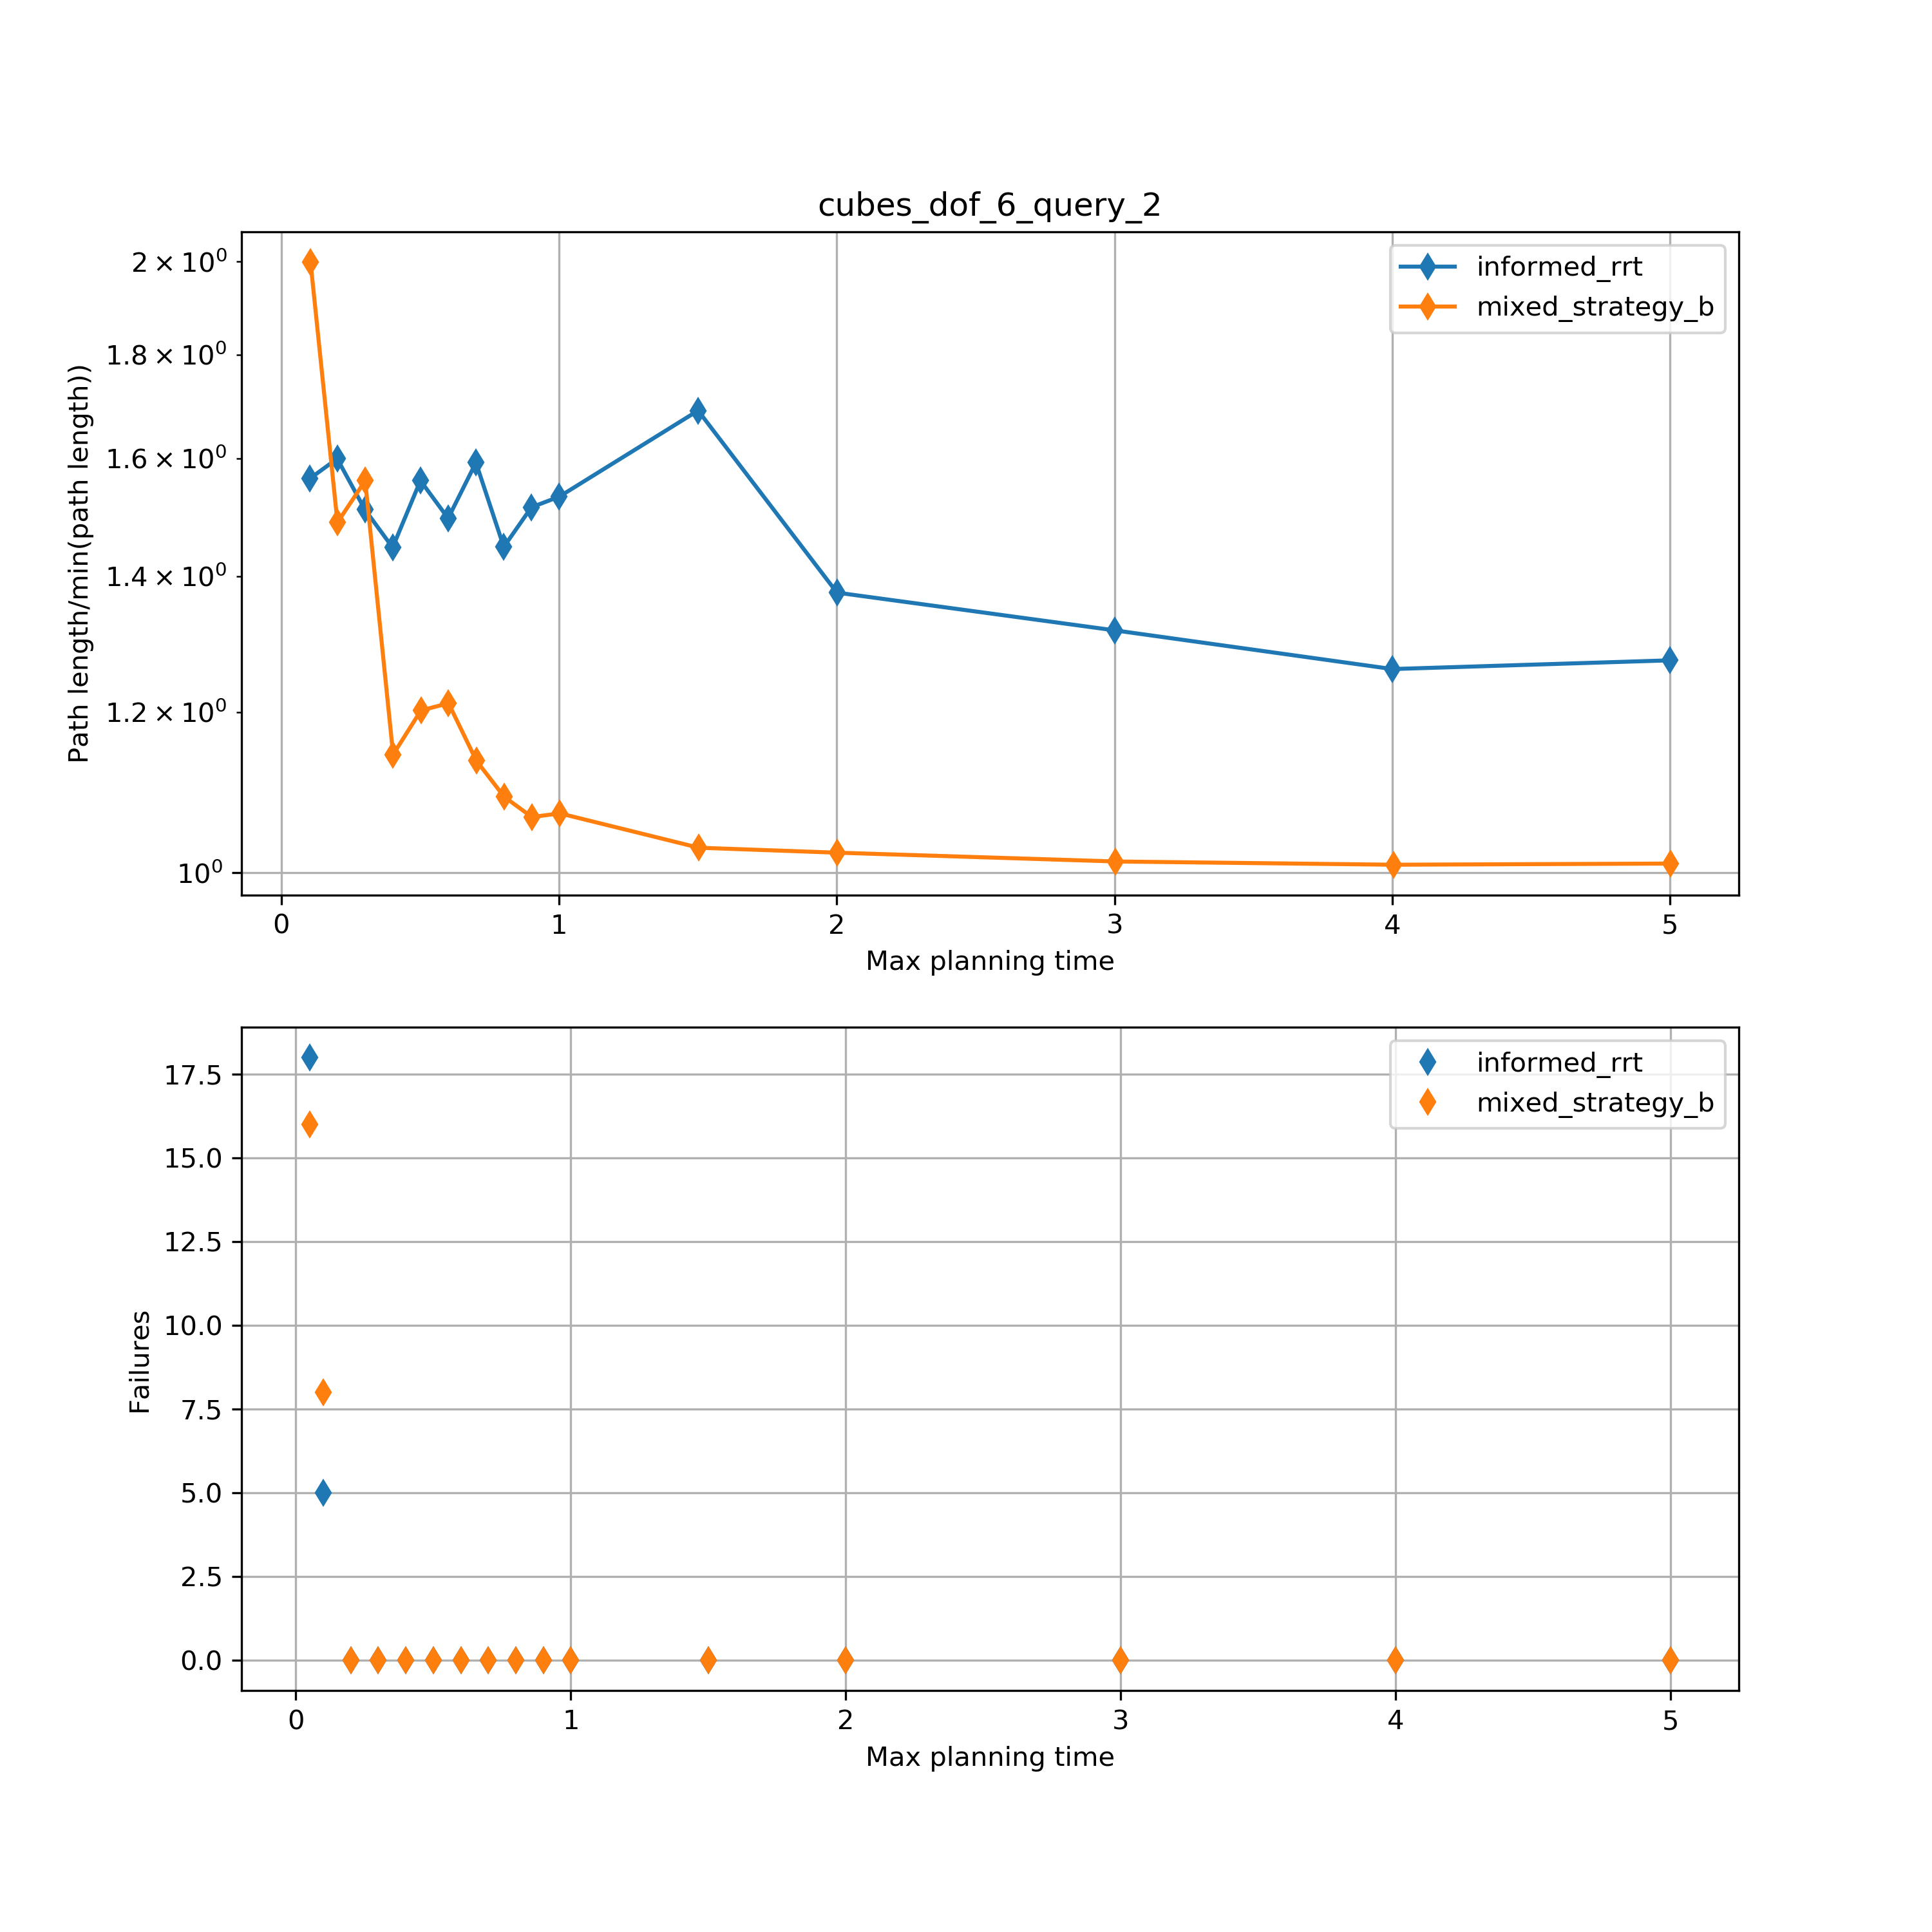 cubes_dof_6_query_2
2 × 10⁰
1.8 × 10⁰
1.6 × 10⁰
1.4 × 10⁰
1.2 × 10⁰
10⁰
Path length/min(path length))
informed_rrt
mixed_strategy_b
0 1 2 3 4 5
Max planning time
17.5
15.0
12.5
10.0
7.5
5.0
2.5
0.0
Failures
informed_rrt
mixed_strategy_b
0 1 2 3 4 5
Max planning time